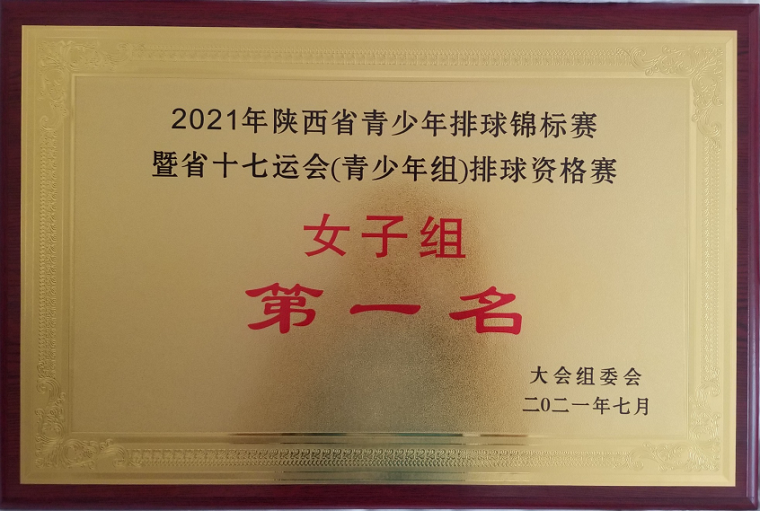 2021年陕西省青少年排球锦标赛
暨省十七运会(青少年组)排球资格赛
女子组
第一名
大会组委会
二0二一年七月